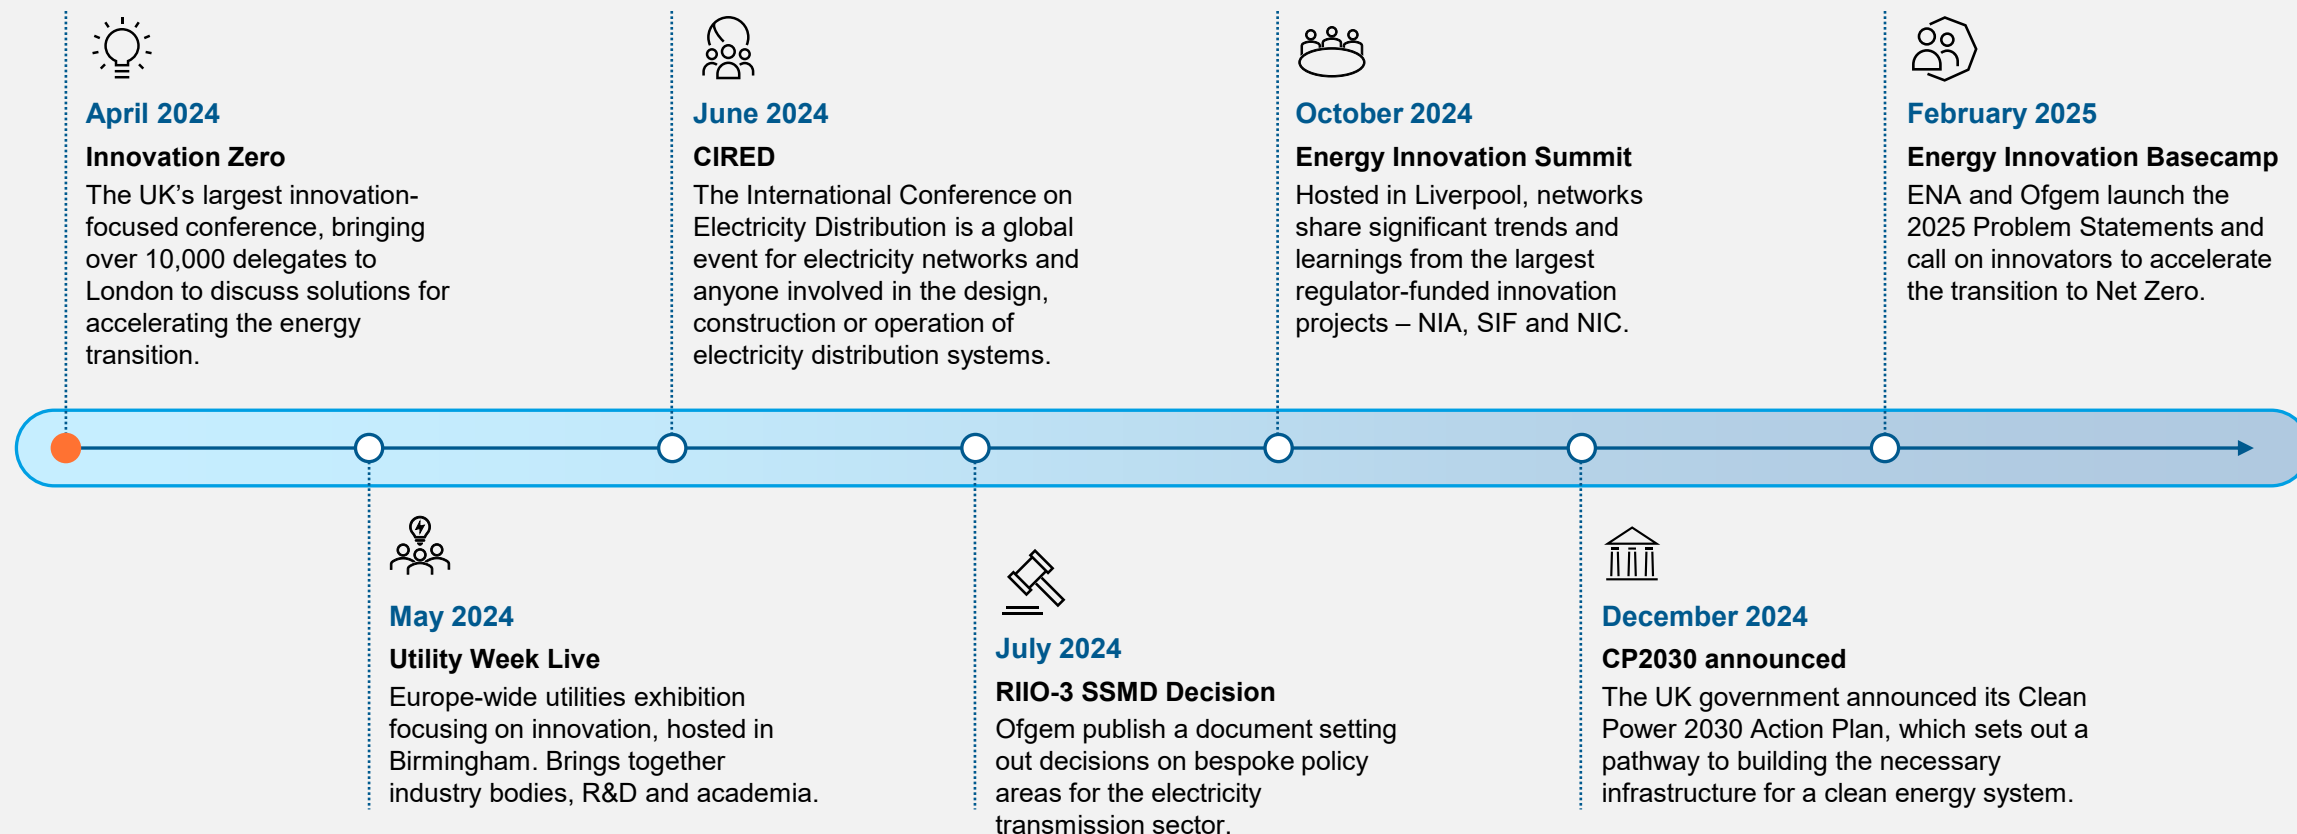 April 2024
Innovation Zero
The UK’s largest innovation-
focused conference, bringing
over 10,000 delegates to
London to discuss solutions for
accelerating the energy
transition.
June 2024
CIRED
The International Conference on
Electricity Distribution is a global
event for electricity networks and
anyone involved in the design,
construction or operation of
electricity distribution systems.
October 2024
Energy Innovation Summit
Hosted in Liverpool, networks
share significant trends and
learnings from the largest
regulator-funded innovation
projects – NIA, SIF and NIC.
February 2025
Energy Innovation Basecamp
ENA and Ofgem launch the
2025 Problem Statements and
call on innovators to accelerate
the transition to Net Zero.
May 2024
Utility Week Live
Europe-wide utilities exhibition
focusing on innovation, hosted in
Birmingham. Brings together
industry bodies, R&D and academia.
July 2024
RIIO-3 SSMD Decision
Ofgem publish a document setting
out decisions on bespoke policy
areas for the electricity
transmission sector.
December 2024
CP2030 announced
The UK government announced its Clean
Power 2030 Action Plan, which sets out a
pathway to building the necessary
infrastructure for a clean energy system.